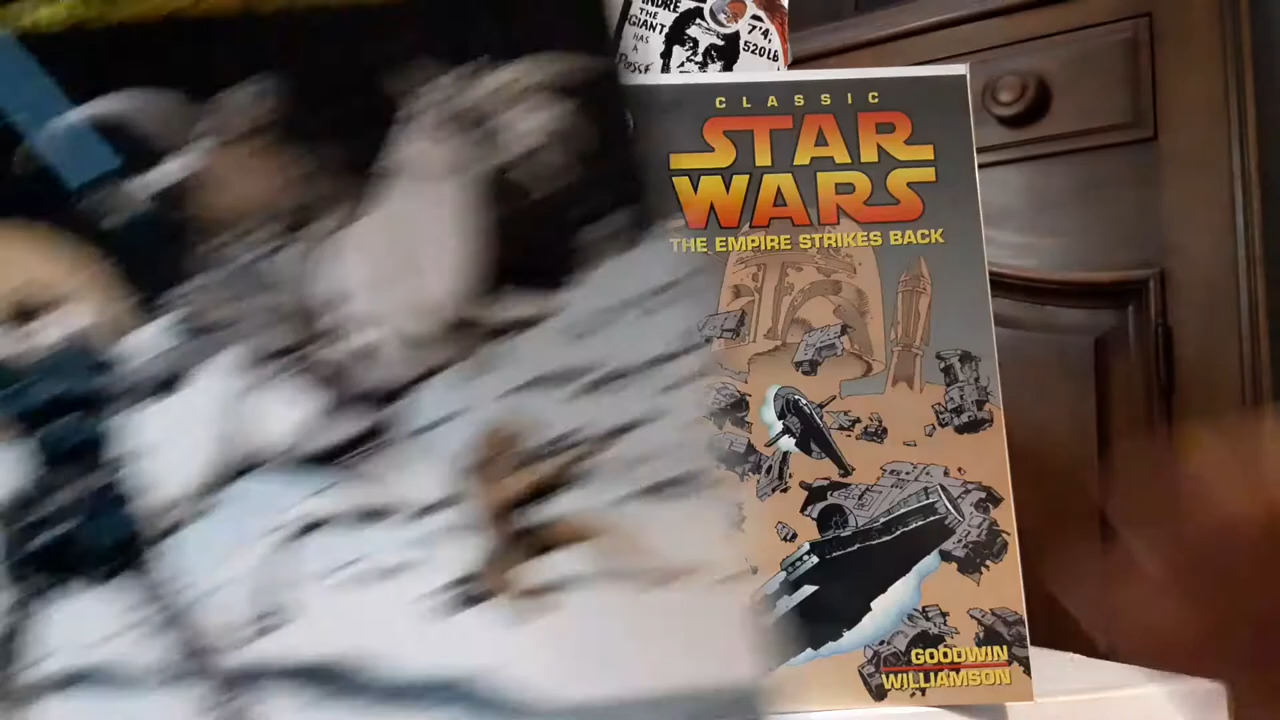 ANDRE
THE
GIANT
HAS
A
POSSE
7'4,
520LB
CLASSIC
STAR
WARS
THE EMPIRE STRIKES BACK
GOODWIN
WILLIAMSON